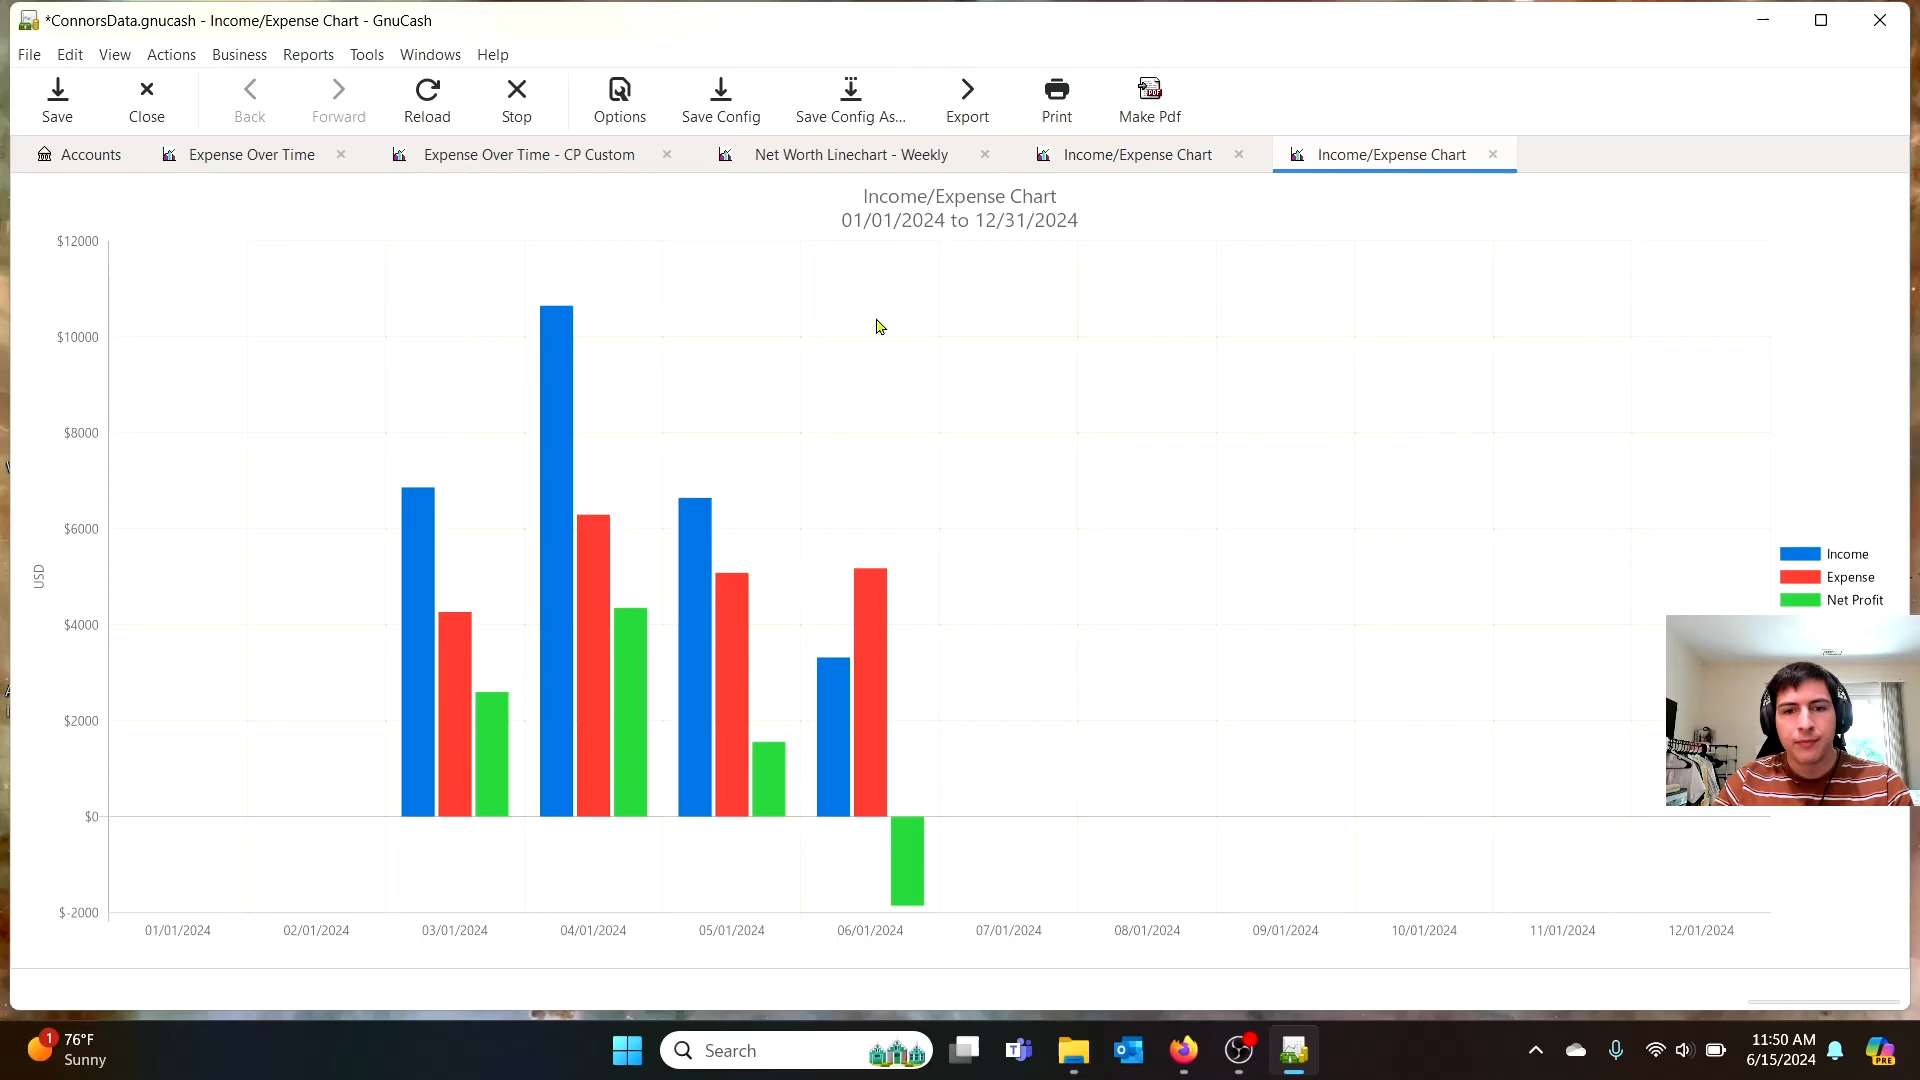 *ConnorsData.gnucash - Income/Expense Chart - GnuCash
File Edit View Actions Business Reports Tools Windows Help
Save Close Back Forward Reload Stop Options Save Config Save Config As... Export Print Make Pdf
Accounts Expense Over Time Expense Over Time - CP Custom Net Worth Linechart - Weekly Income/Expense Chart Income/Expense Chart
Income/Expense Chart
01/01/2024 to 12/31/2024
$12000
$10000
$8000
$6000
$4000
$2000
$0
$-2000
USD
01/01/2024 02/01/2024 03/01/2024 04/01/2024 05/01/2024 06/01/2024 07/01/2024 08/01/2024 09/01/2024 10/01/2024 11/01/2024 12/01/2024
Income
Expense
Net Profit
1
76°F
Sunny
Search
11:50 AM
6/15/2024
PRE